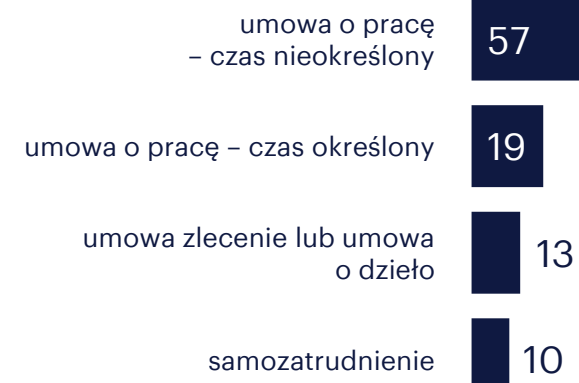 umowa o pracę
– czas nieokreślony
57
umowa o pracę – czas określony
19
umowa zlecenie lub umowa
o dzieło
13
samozatrudnienie
10